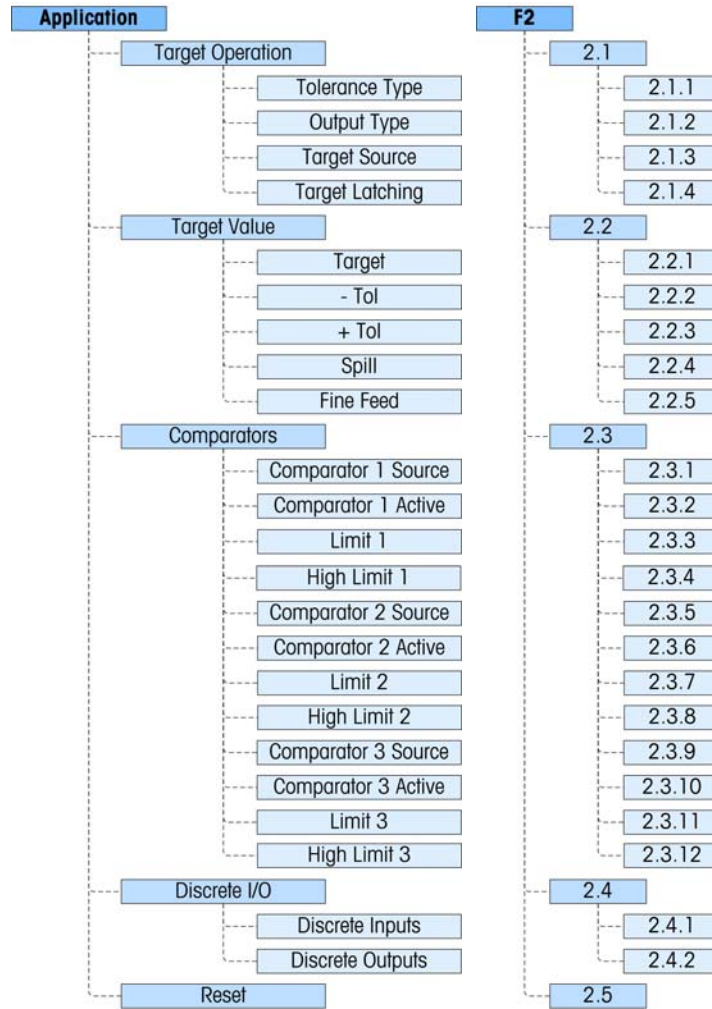 Application F2
Target Operation 2.1
Tolerance Type 2.1.1
Output Type 2.1.2
Target Source 2.1.3
Target Latching 2.1.4
Target Value 2.2
Target 2.2.1
- Tol 2.2.2
+ Tol 2.2.3
Spill 2.2.4
Fine Feed 2.2.5
Comparators 2.3
Comparator 1 Source 2.3.1
Comparator 1 Active 2.3.2
Limit 1 2.3.3
High Limit 1 2.3.4
Comparator 2 Source 2.3.5
Comparator 2 Active 2.3.6
Limit 2 2.3.7
High Limit 2 2.3.8
Comparator 3 Source 2.3.9
Comparator 3 Active 2.3.10
Limit 3 2.3.11
High Limit 3 2.3.12
Discrete I/O 2.4
Discrete Inputs 2.4.1
Discrete Outputs 2.4.2
Reset 2.5